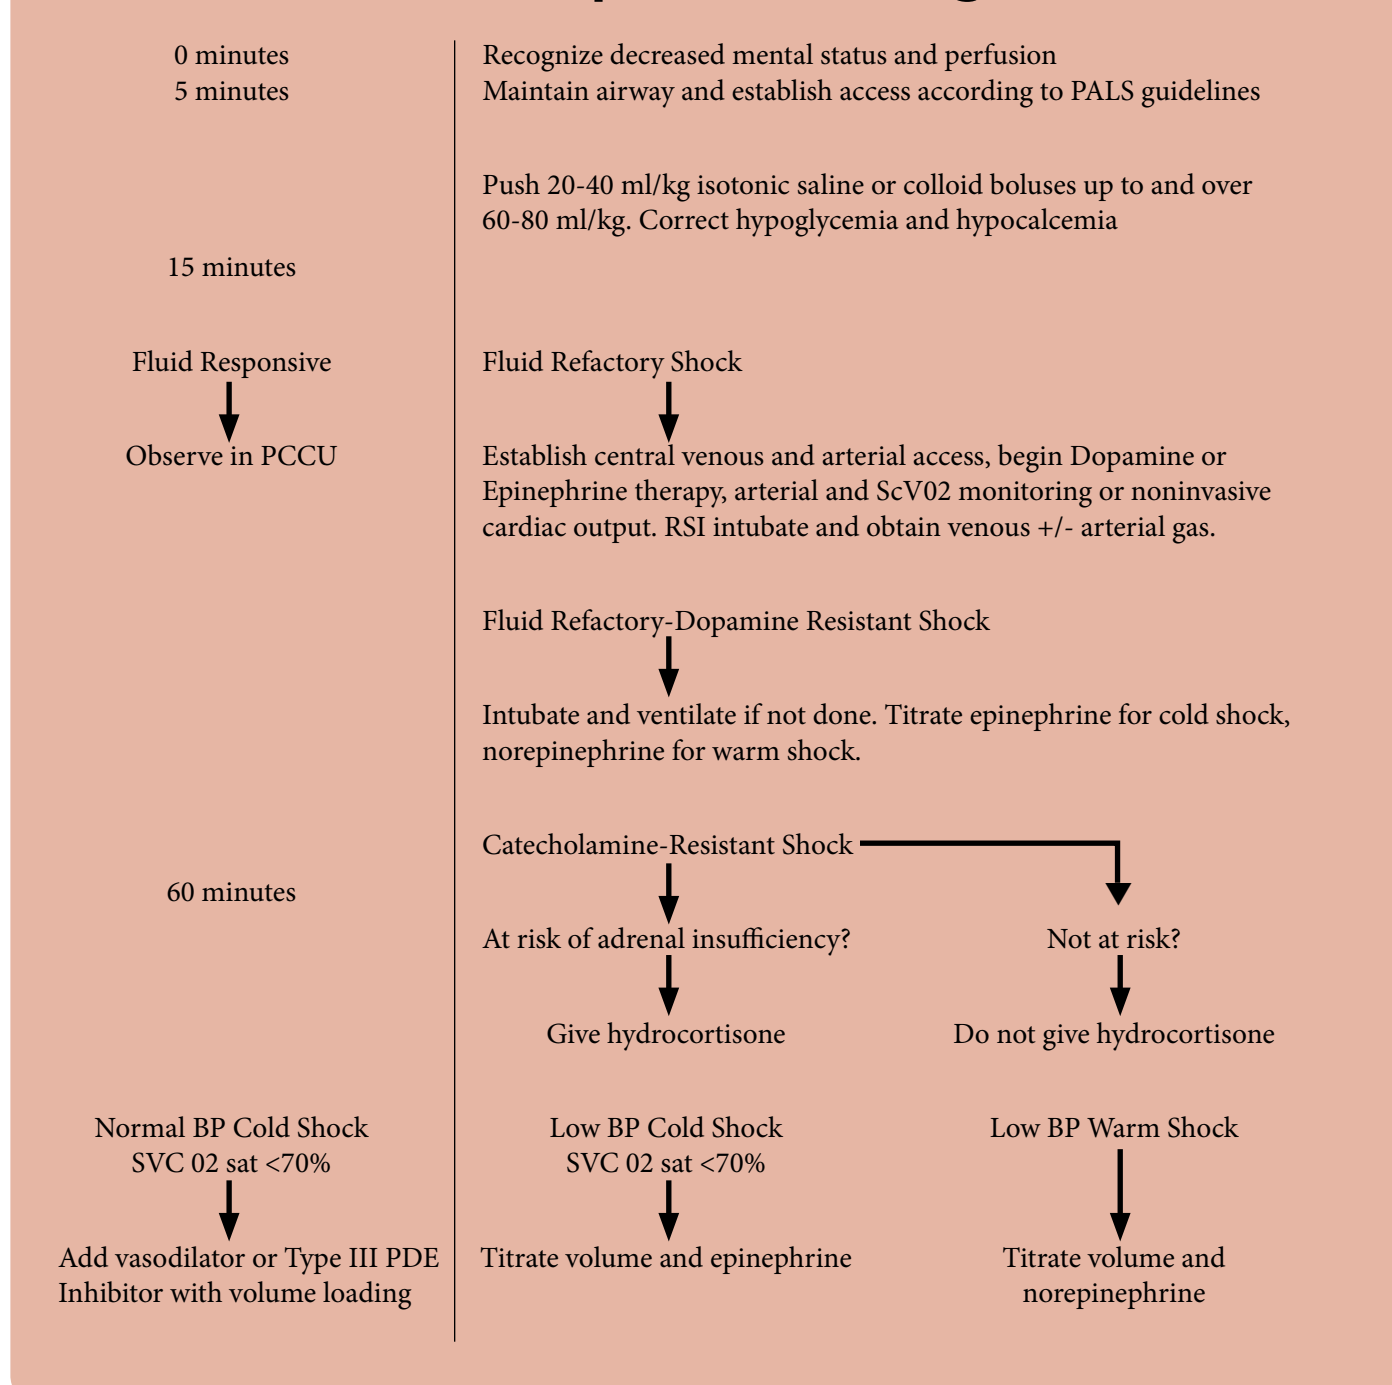 0 minutes
Recognize decreased mental status and perfusion
5 minutes
Maintain airway and establish access according to PALS guidelines
Push 20-40 ml/kg isotonic saline or colloid boluses up to and over
60-80 ml/kg. Correct hypoglycemia and hypocalcemia
15 minutes
Fluid Responsive
Fluid Refactory Shock
Observe in PCCU
Establish central venous and arterial access, begin Dopamine or
Epinephrine therapy, arterial and ScV02 monitoring or noninvasive
cardiac output. RSI intubate and obtain venous +/- arterial gas.
Fluid Refactory-Dopamine Resistant Shock
Intubate and ventilate if not done. Titrate epinephrine for cold shock,
norepinephrine for warm shock.
Catecholamine-Resistant Shock
60 minutes
At risk of adrenal insufficiency?
Not at risk?
Give hydrocortisone
Do not give hydrocortisone
Normal BP Cold Shock
SVC 02 sat <70%
Low BP Cold Shock
SVC 02 sat <70%
Low BP Warm Shock
Add vasodilator or Type III PDE
Inhibitor with volume loading
Titrate volume and epinephrine
Titrate volume and
norepinephrine